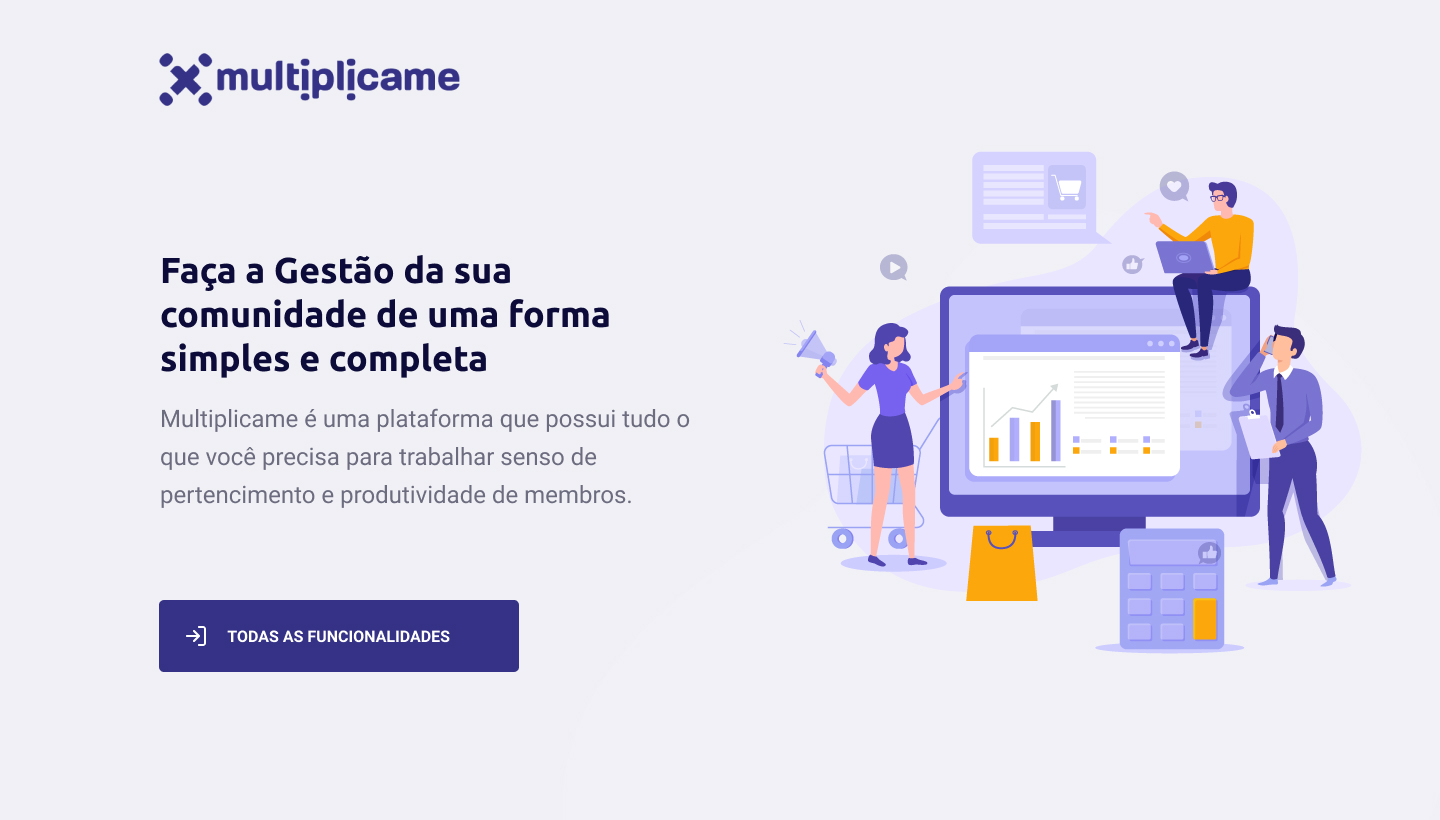 multiplicame
Faça a Gestão da sua
comunidade de uma forma
simples e completa
Multiplicame é uma plataforma que possui tudo o
que você precisa para trabalhar senso de
pertencimento e produtividade de membros.
TODAS AS FUNCIONALIDADES